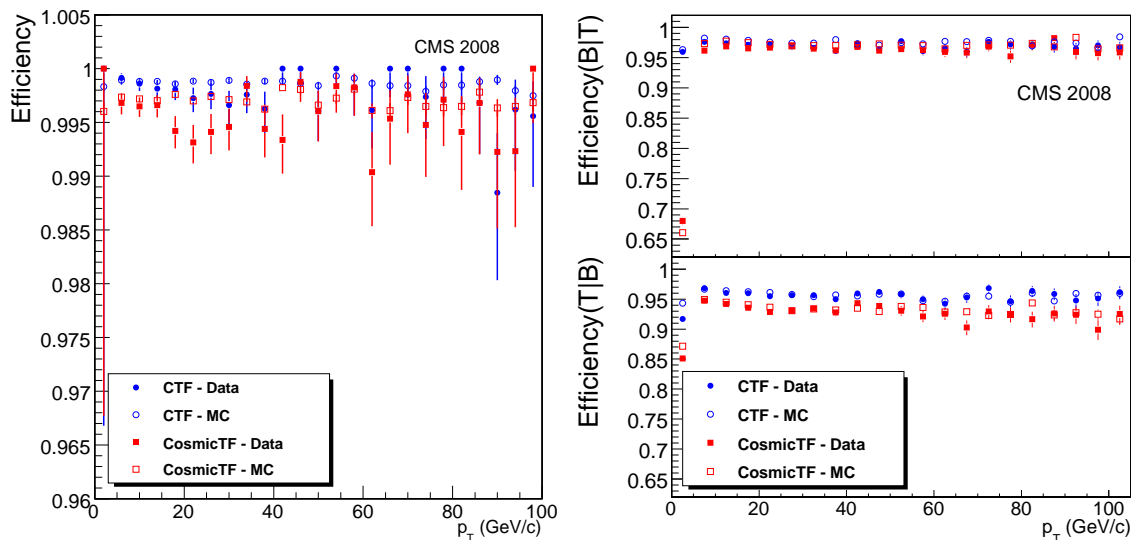 CMS 2008
Efficiency
1.005
1
0.995
0.99
0.985
0.98
0.975
0.97
0.965
0.96
CTF - Data
CTF - MC
CosmicTF - Data
CosmicTF - MC
0 20 40 60 80 100
p_T (GeV/c)
Efficiency(B|T)
1
0.95
0.9
0.85
0.8
0.7
0.65
CMS 2008
Efficiency(T|B)
1
0.95
0.9
0.85
0.8
0.75
0.7
0.65
CTF - Data
CTF - MC
CosmicTF - Data
CosmicTF - MC
0 20 40 60 80 100
p_T (GeV/c)